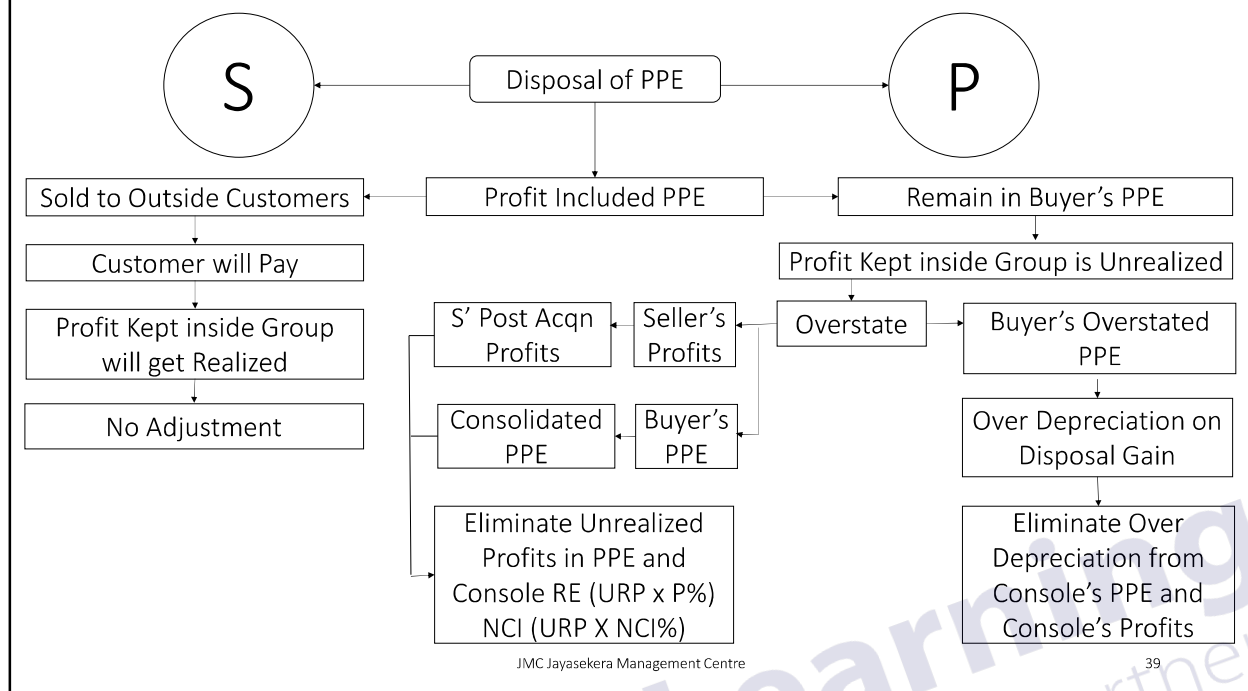 S
Disposal of PPE
P
Sold to Outside Customers
Profit Included PPE
Remain in Buyer's PPE
Customer will Pay
Profit Kept inside Group is Unrealized
Profit Kept inside Group
will get Realized
S' Post Acqn
Profits
Seller's
Profits
Overstate
Buyer's Overstated
PPE
No Adjustment
Consolidated
PPE
Buyer's
PPE
Over Depreciation on
Disposal Gain
Eliminate Unrealized
Profits in PPE and
Console RE (URP x P%)
NCI (URP X NCI%)
Eliminate Over
Depreciation from
Console's PPE and
Console's Profits
JMC Jayasekera Management Centre
39